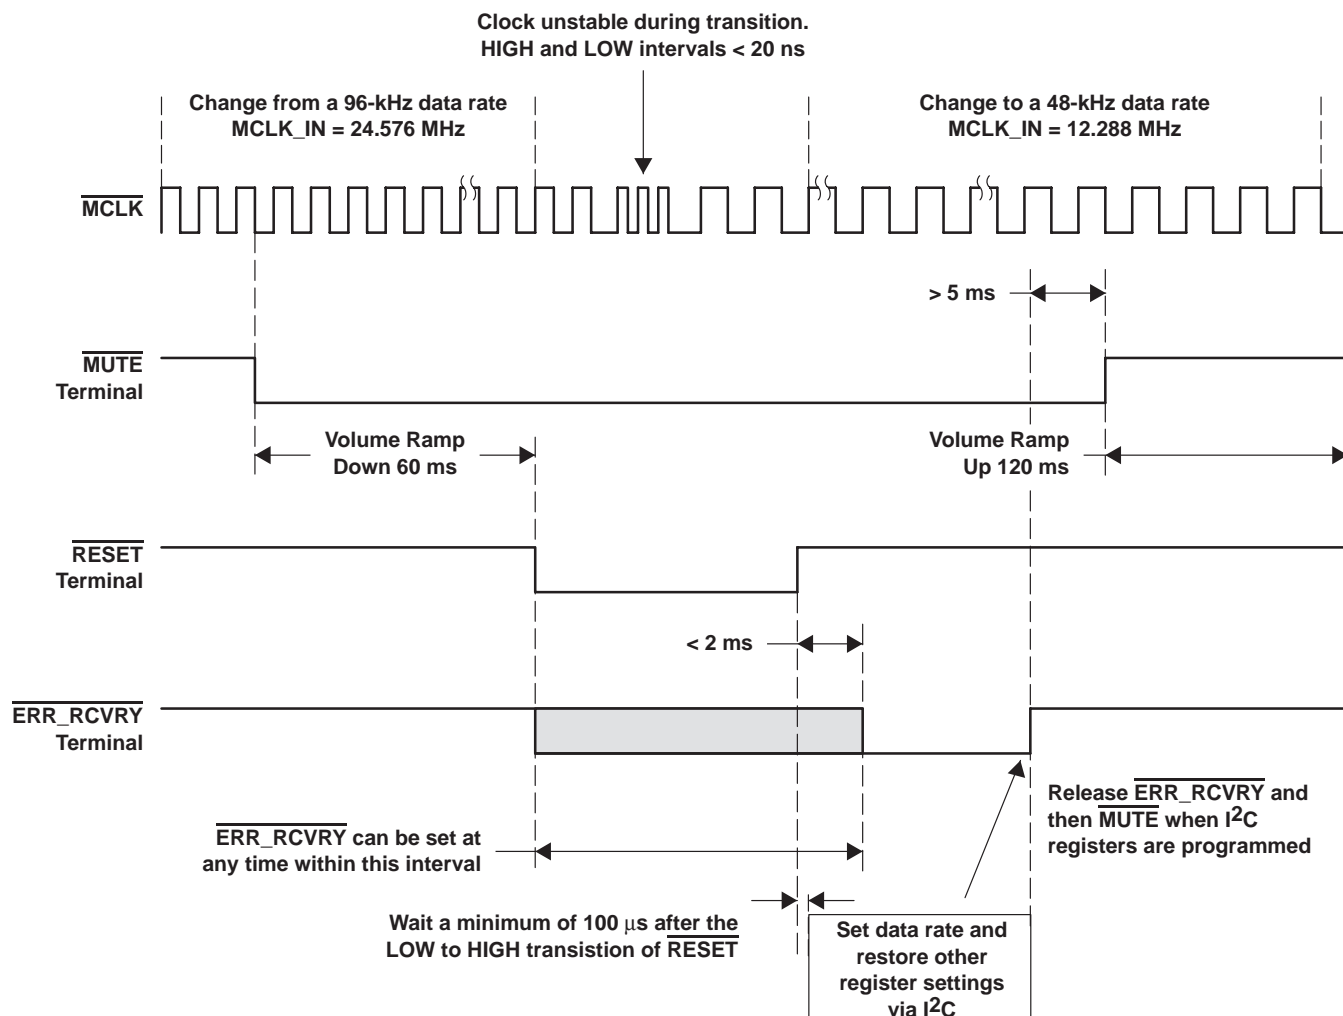 Clock unstable during transition.
HIGH and LOW intervals < 20 ns
Change from a 96-kHz data rate
MCLK_IN = 24.576 MHz
Change to a 48-kHz data rate
MCLK_IN = 12.288 MHz
MCLK
> 5 ms
MUTE
Terminal
Volume Ramp
Down 60 ms
Volume Ramp
Up 120 ms
RESET
Terminal
< 2 ms
ERR_RCVRY
Terminal
ERR_RCVRY can be set at
any time within this interval
Release ERR_RCVRY and
then MUTE when I2C
registers are programmed
Wait a minimum of 100 μs after the
LOW to HIGH transistion of RESET
Set data rate and
restore other
register settings
via I2C